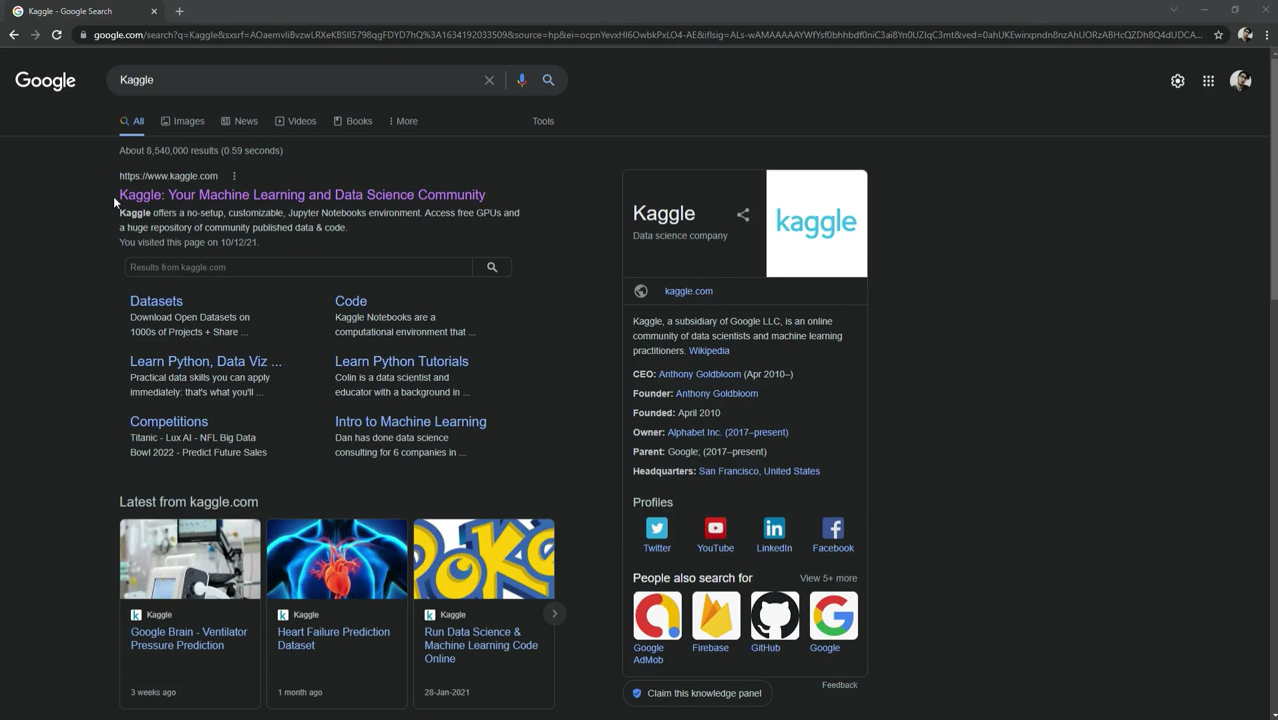 Kaggle - Google Search
google.com/search?q=Kaggle&sxsrf=
Google
Kaggle
All
Images
News
Videos
Books
More
Tools
About 8,540,000 results (0.59 seconds)
https://www.kaggle.com
Kaggle: Your Machine Learning and Data Science Community
Kaggle offers a no-setup, customizable, Jupyter Notebooks environment. Access free GPUs and
a huge repository of community published data & code.
You visited this page on 10/12/21.
Results from kaggle.com
Datasets
Download Open Datasets on
1000s of Projects + Share ...
Code
Kaggle Notebooks are a
computational environment that ...
Learn Python, Data Viz ...
Practical data skills you can apply
immediately: that's what you'll ...
Learn Python Tutorials
Colin is a data scientist and
educator with a background in ...
Competitions
Titanic - Lux AI - NFL Big Data
Bowl 2022 - Predict Future Sales
Intro to Machine Learning
Dan has done data science
consulting for 6 companies in ...
Latest from kaggle.com
POKÉ
Kaggle
Google Brain - Ventilator
Pressure Prediction
3 weeks ago
Kaggle
Heart Failure Prediction
Dataset
1 month ago
Kaggle
Run Data Science &
Machine Learning Code
Online
28-Jan-2021
Kaggle
Data science company
kaggle
kaggle.com
Kaggle, a subsidiary of Google LLC, is an online
community of data scientists and machine learning
practitioners. Wikipedia
CEO: Anthony Goldbloom (Apr 2010–)
Founder: Anthony Goldbloom
Founded: April 2010
Owner: Alphabet Inc. (2017–present)
Parent: Google, (2017–present)
Headquarters: San Francisco, United States
Profiles
Twitter
YouTube
LinkedIn
Facebook
People also search for
View 5+ more
Google
AdMob
Firebase
GitHub
Google
Feedback
Claim this knowledge panel